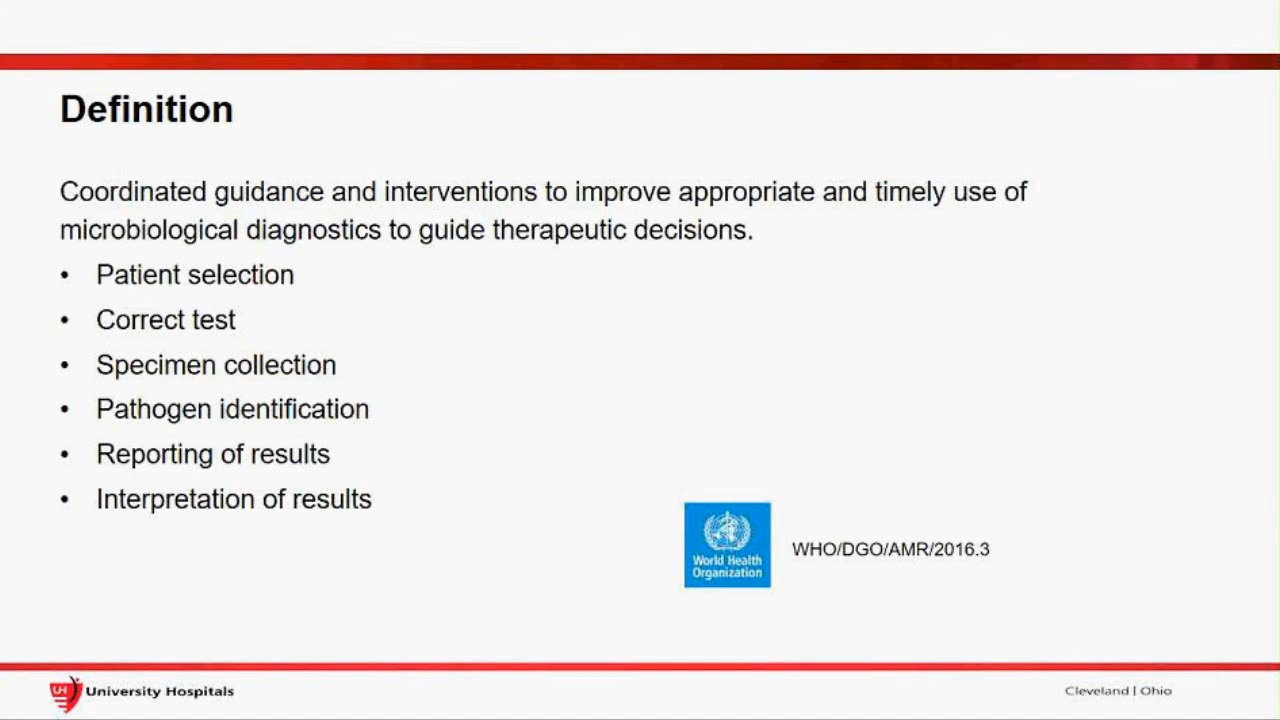 Definition
Coordinated guidance and interventions to improve appropriate and timely use of
microbiological diagnostics to guide therapeutic decisions.
• Patient selection
• Correct test
• Specimen collection
• Pathogen identification
• Reporting of results
• Interpretation of results
World Health
Organization
WHO/DGO/AMR/2016.3
UH
University Hospitals
Cleveland | Ohio